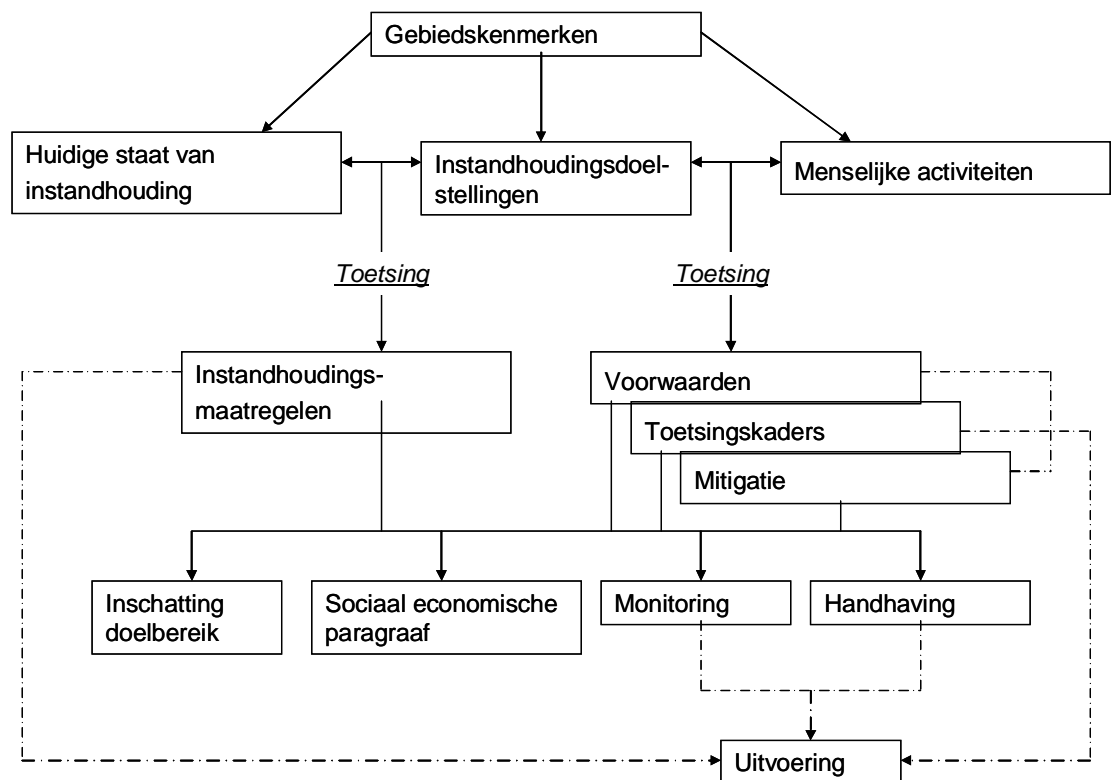 Gebiedskenmerken
Huidige staat van
instandhouding
Instandhoudingsdoel-
stellingen
Menselijke activiteiten
Toetsing
Toetsing
Instandhoudings-
maatregelen
Voorwaarden
Toetsingskaders
Mitigatie
Inschatting
doelbereik
Sociaal economische
paragraaf
Monitoring
Handhaving
Uitvoering